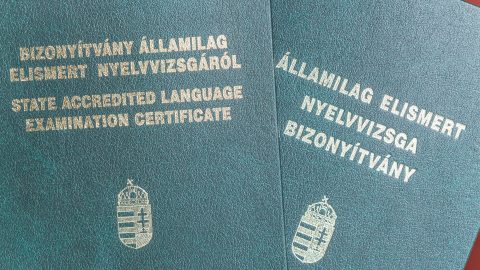 BIZONYÍTVÁNY ÁLLAMILAG
ELISMERT NYELVVIZSGÁRÓL
STATE ACCREDITED LANGUAGE
EXAMINATION CERTIFICATE
ÁLLAMILAG ELISMERT
NYELVVIZSGA
BIZONYÍTVÁNY